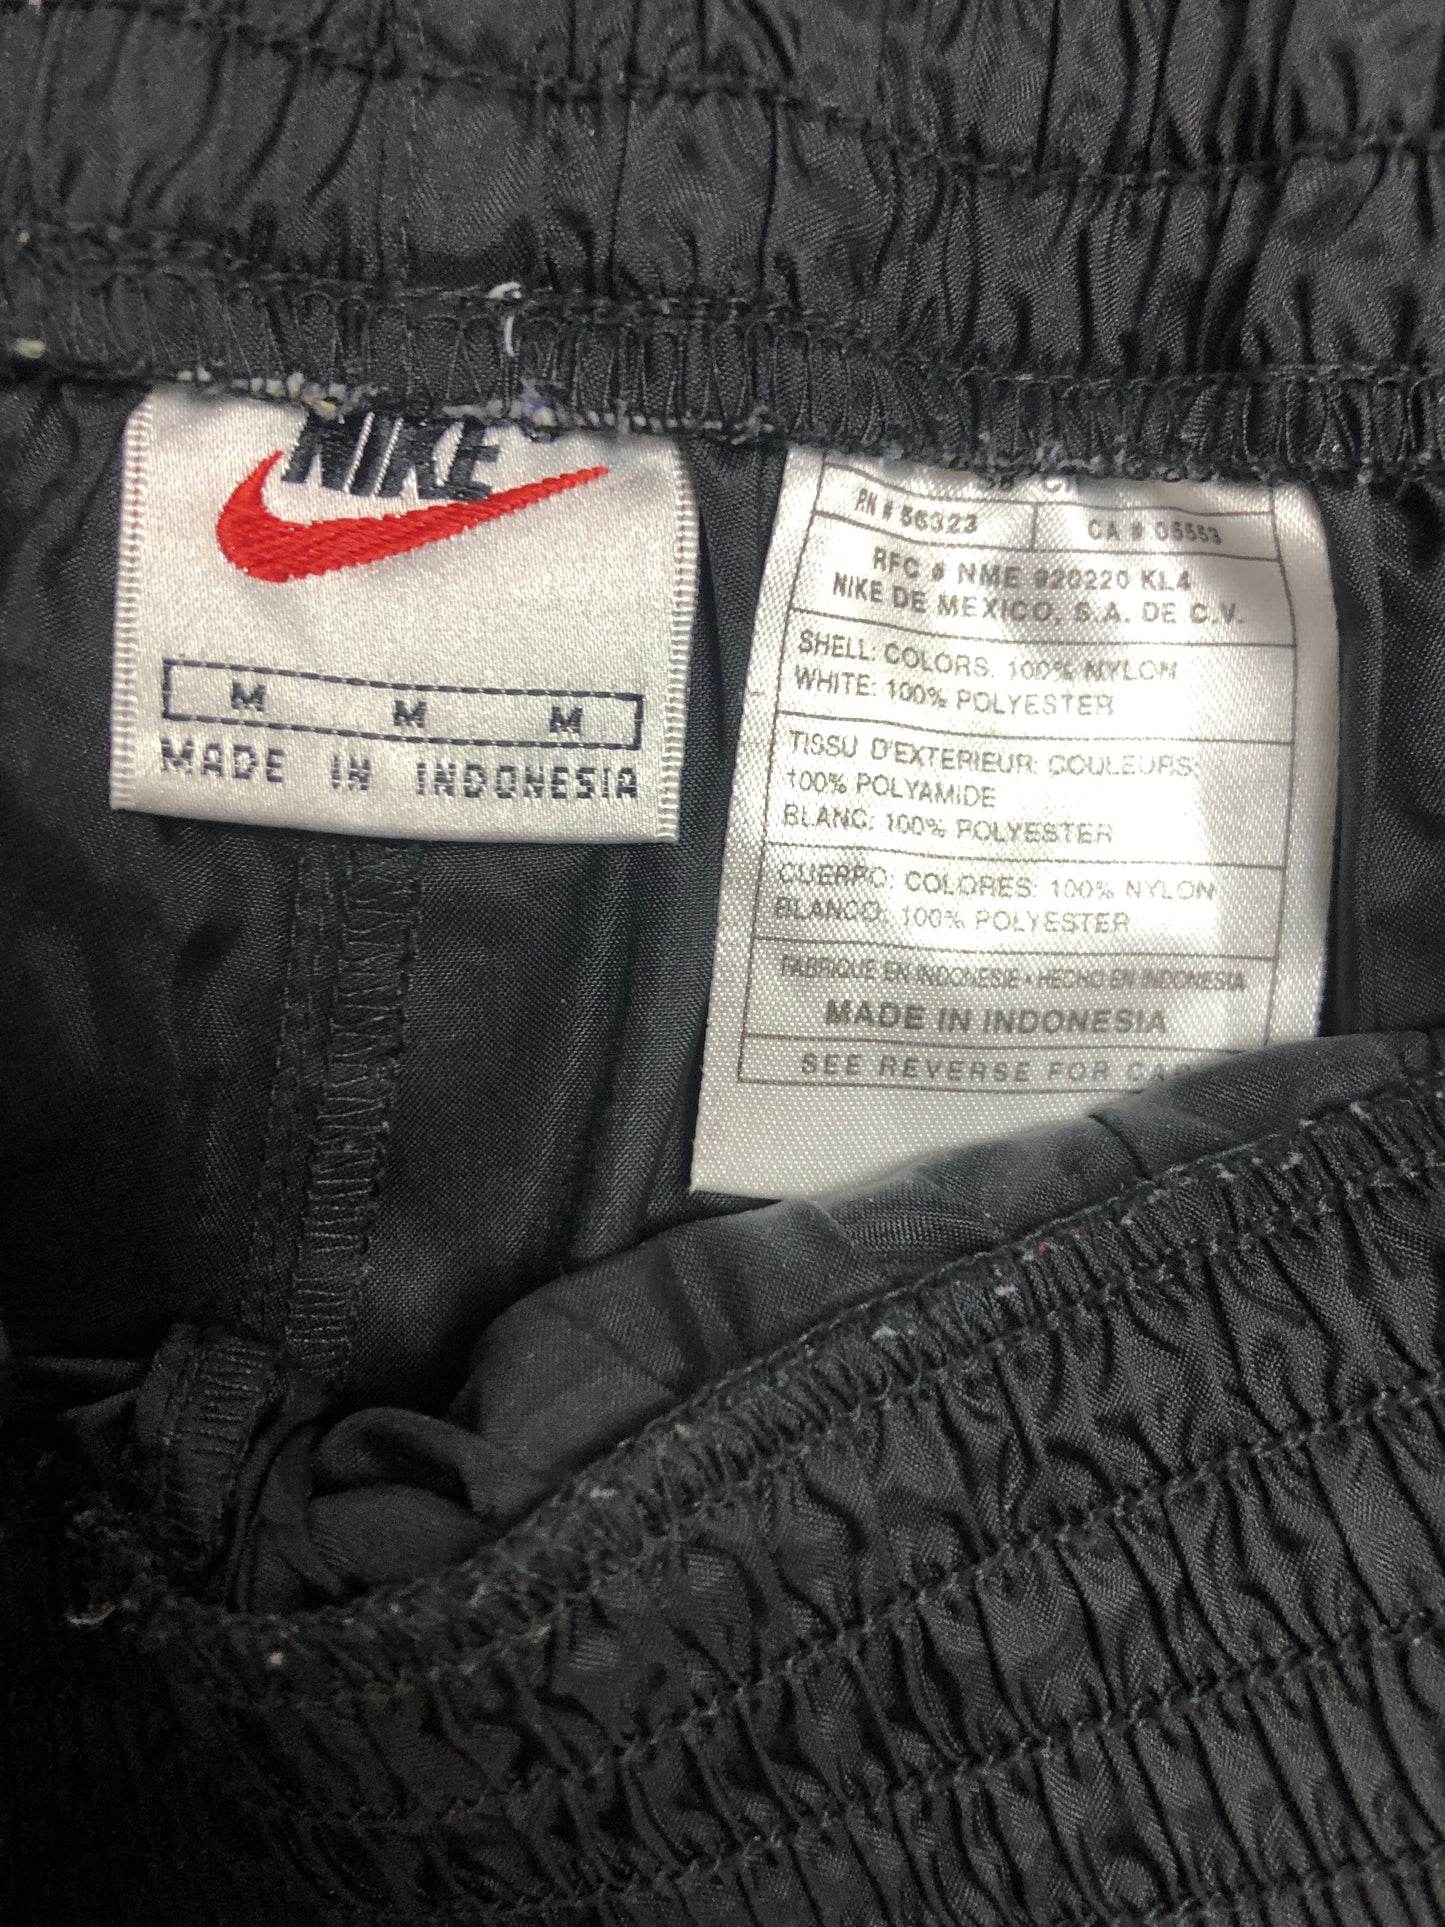 NIKE
M M M
MADE IN INDONESIA
RN # 56323 CA # 05553
RFC # NME 920220 KL4
NIKE DE MEXICO, S.A. DE C.V.
SHELL: COLORS: 100% NYLON
WHITE: 100% POLYESTER
TISSU D'EXTERIEUR: COULEURS:
100% POLYAMIDE
BLANC: 100% POLYESTER
CUERPO: COLORES: 100% NYLON
BLANCO: 100% POLYESTER
FABRIQUE EN INDONESIE • HECHO EN INDONESIA
MADE IN INDONESIA
SEE REVERSE FOR